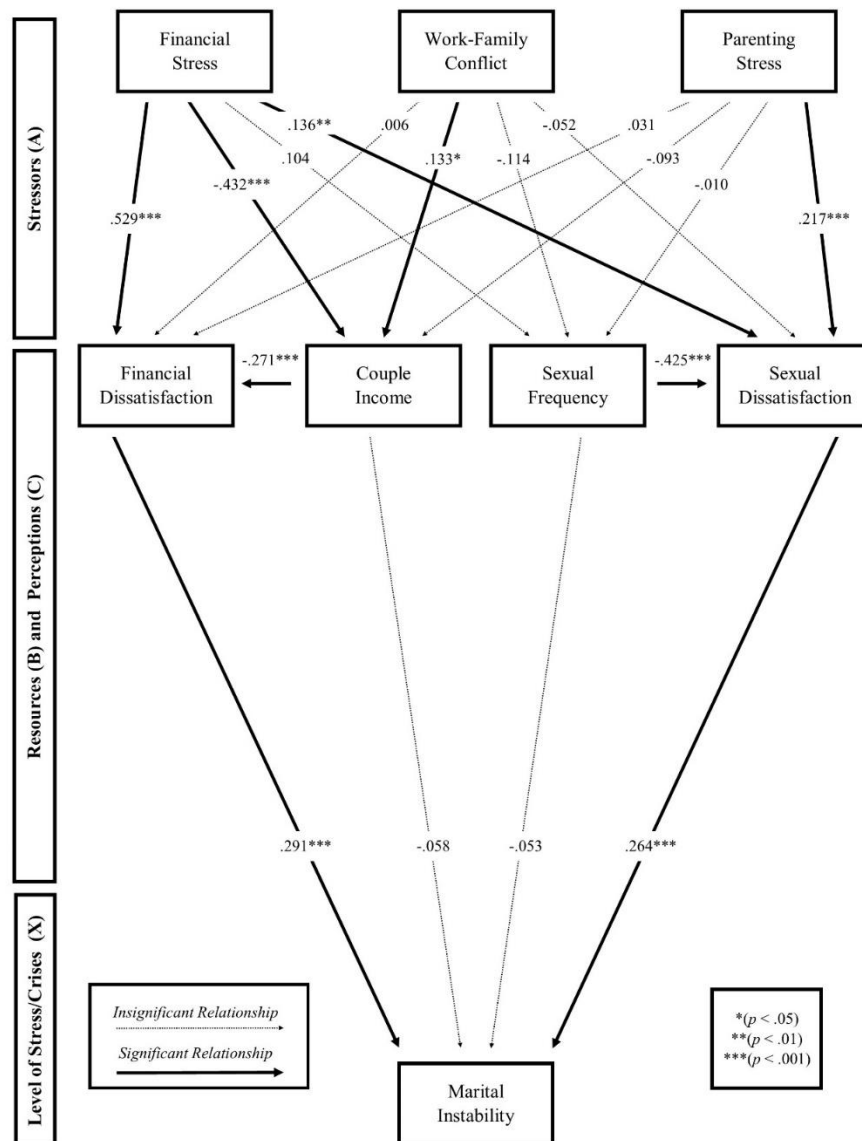 Stressors (A)
Financial
Stress
Work-Family
Conflict
Parenting
Stress
.136**
.006
-.052
.031
.104
.133*
-.114
-.093
-.432***
-.010
.529***
.217***
Resources (B) and Perceptions (C)
Financial
Dissatisfaction
-.271***
Couple
Income
Sexual
Frequency
-.425***
Sexual
Dissatisfaction
.291***
-.058
-.053
.264***
Level of Stress/Crises (X)
Insignificant Relationship
Significant Relationship
Marital
Instability
*(p < .05)
**(p < .01)
***(p < .001)